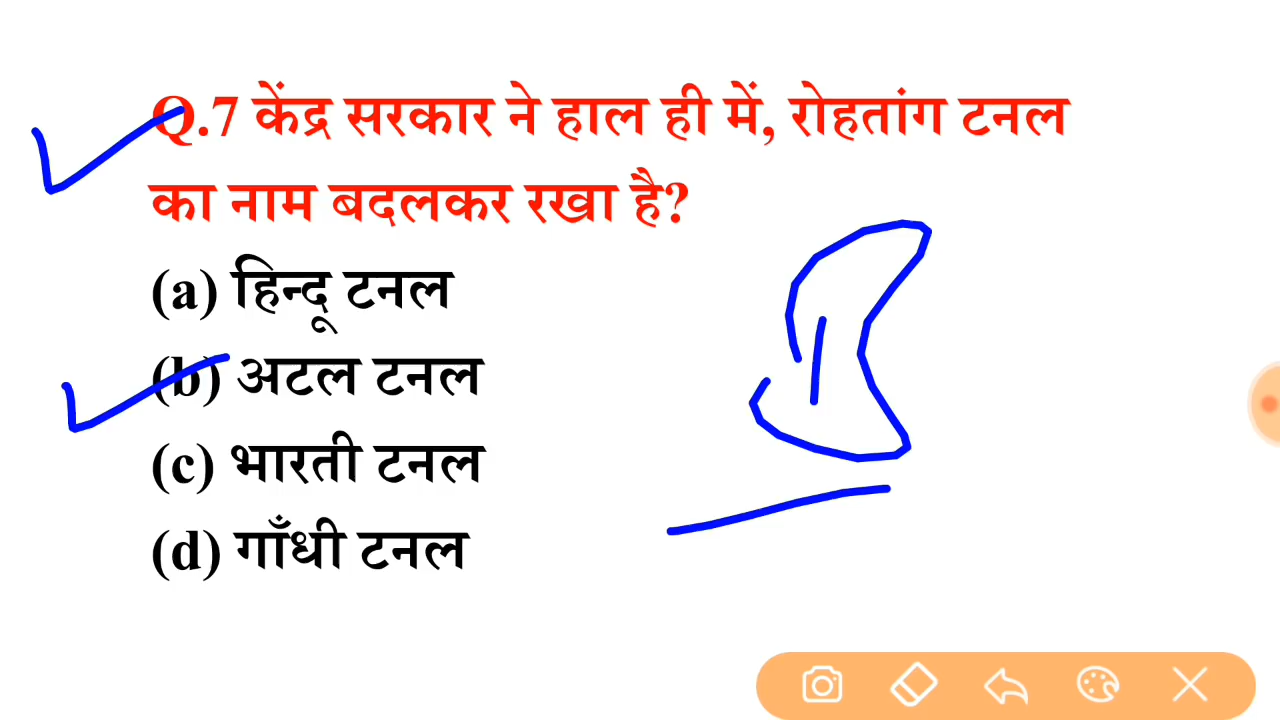 Q.7 केंद्र सरकार ने हाल ही में, रोहतांग टनल
का नाम बदलकर रखा है?
(a) हिन्दू टनल
(b) अटल टनल
(c) भारती टनल
(d) गाँधी टनल